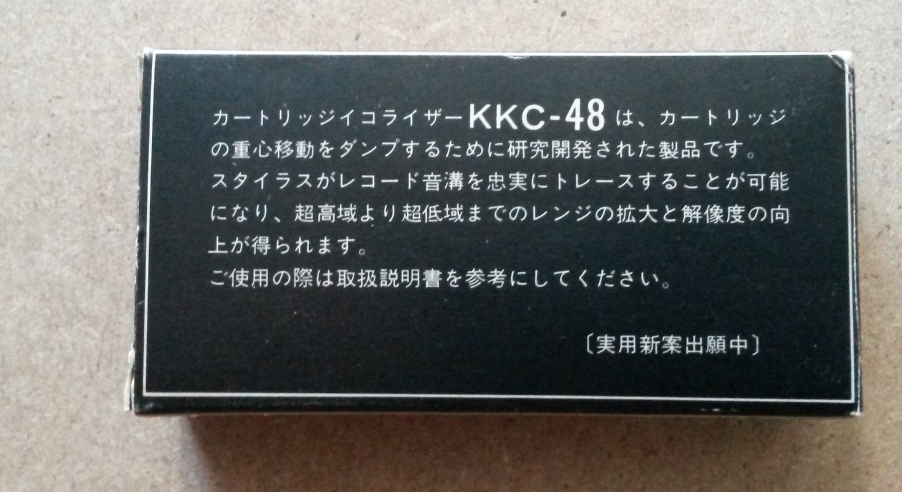 カートリッジイコライザーKKC-48は、カートリッジ
の重心移動をダンプするために研究開発された製品です。
スタイラスがレコード音溝を忠実にトレースすることが可能
になり、超高域より超低域までのレンジの拡大と解像度の向
上が得られます。
ご使用の際は取扱説明書を参考にしてください。
〔実用新案出願中〕